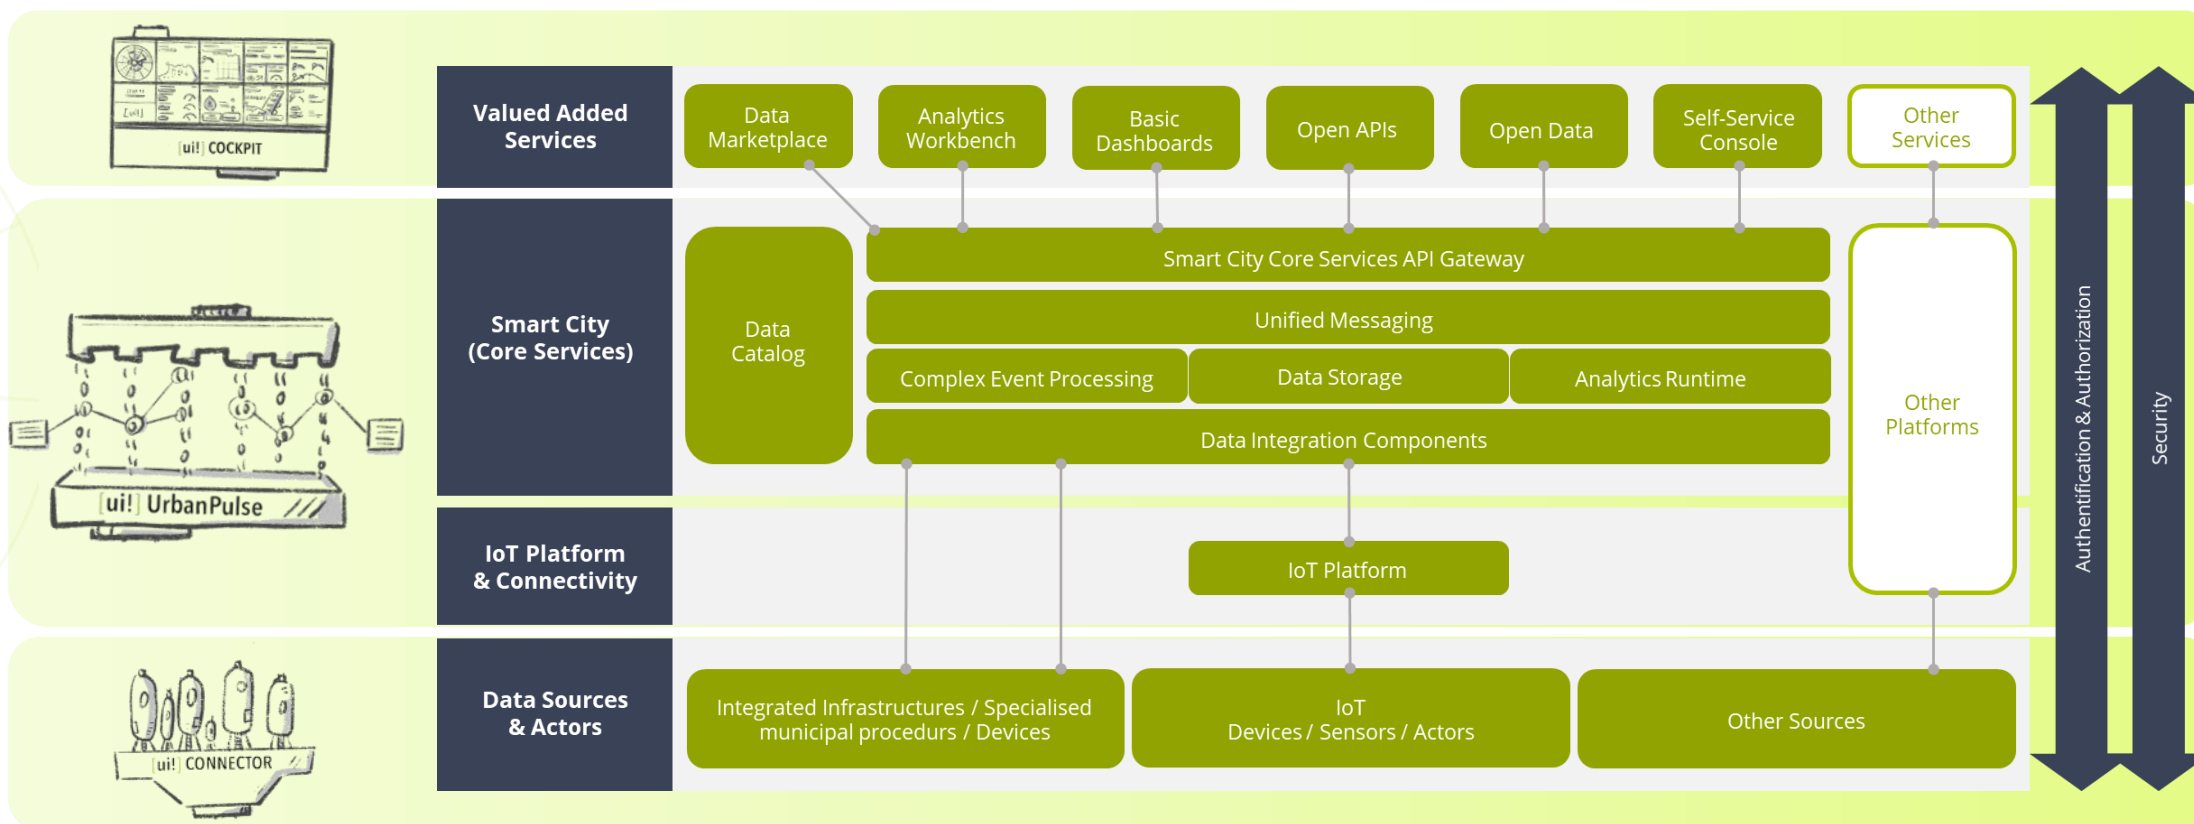 [ui!] COCKPIT
Valued Added
Services
Data
Marketplace
Analytics
Workbench
Basic
Dashboards
Open APIs
Open Data
Self-Service
Console
Other
Services
[ui!] UrbanPulse
Smart City
(Core Services)
Data
Catalog
Smart City Core Services API Gateway
Unified Messaging
Complex Event Processing
Data Storage
Analytics Runtime
Data Integration Components
Other
Platforms
IoT Platform
& Connectivity
IoT Platform
[ui!] CONNECTOR
Data Sources
& Actors
Integrated Infrastructures / Specialised
municipal procedurs / Devices
IoT
Devices / Sensors / Actors
Other Sources
Authentification & Authorization
Security